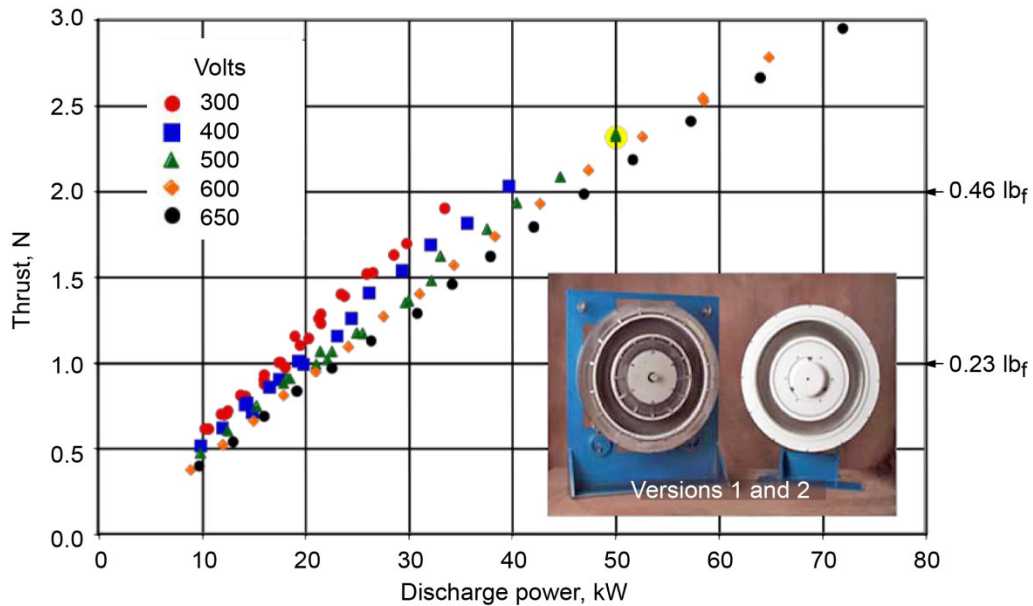 3.0
2.5
2.0
1.5
1.0
0.5
0.0
Thrust, N
Volts
300
400
500
600
650
0.46 lbf
0.23 lbf
Versions 1 and 2
0 10 20 30 40 50 60 70 80
Discharge power, kW